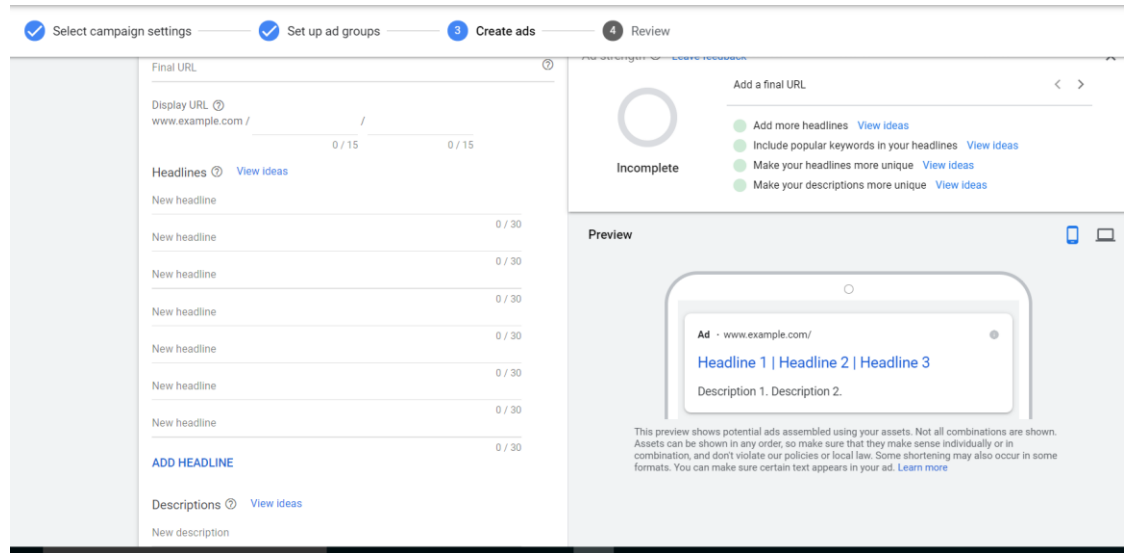 Select campaign settings
Set up ad groups
3 Create ads
4 Review
Final URL
Display URL
www.example.com /
/
0 / 15
0 / 15
Headlines View ideas
New headline
0 / 30
New headline
0 / 30
New headline
0 / 30
New headline
0 / 30
New headline
0 / 30
New headline
0 / 30
New headline
0 / 30
ADD HEADLINE
Descriptions View ideas
New description
Ad strength Leave feedback
Incomplete
Add a final URL
Add more headlines View ideas
Include popular keywords in your headlines View ideas
Make your headlines more unique View ideas
Make your descriptions more unique View ideas
Preview
Ad · www.example.com/
Headline 1 | Headline 2 | Headline 3
Description 1. Description 2.
This preview shows potential ads assembled using your assets. Not all combinations are shown.
Assets can be shown in any order, so make sure that they make sense individually or in
combination, and don't violate our policies or local law. Some shortening may also occur in some
formats. You can make sure certain text appears in your ad. Learn more